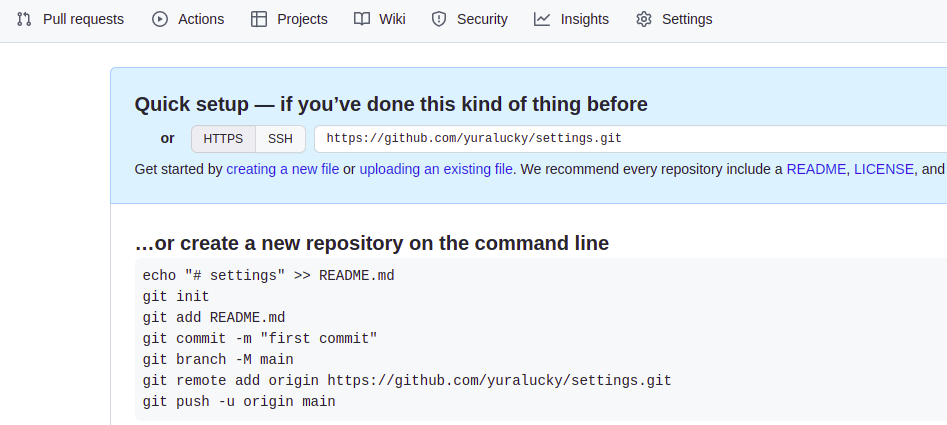 Pull requests Actions Projects Wiki Security Insights Settings
Quick setup — if you’ve done this kind of thing before
or HTTPS SSH https://github.com/yuralucky/settings.git
Get started by creating a new file or uploading an existing file. We recommend every repository include a README, LICENSE, and
…or create a new repository on the command line
echo "# settings" >> README.md
git init
git add README.md
git commit -m "first commit"
git branch -M main
git remote add origin https://github.com/yuralucky/settings.git
git push -u origin main